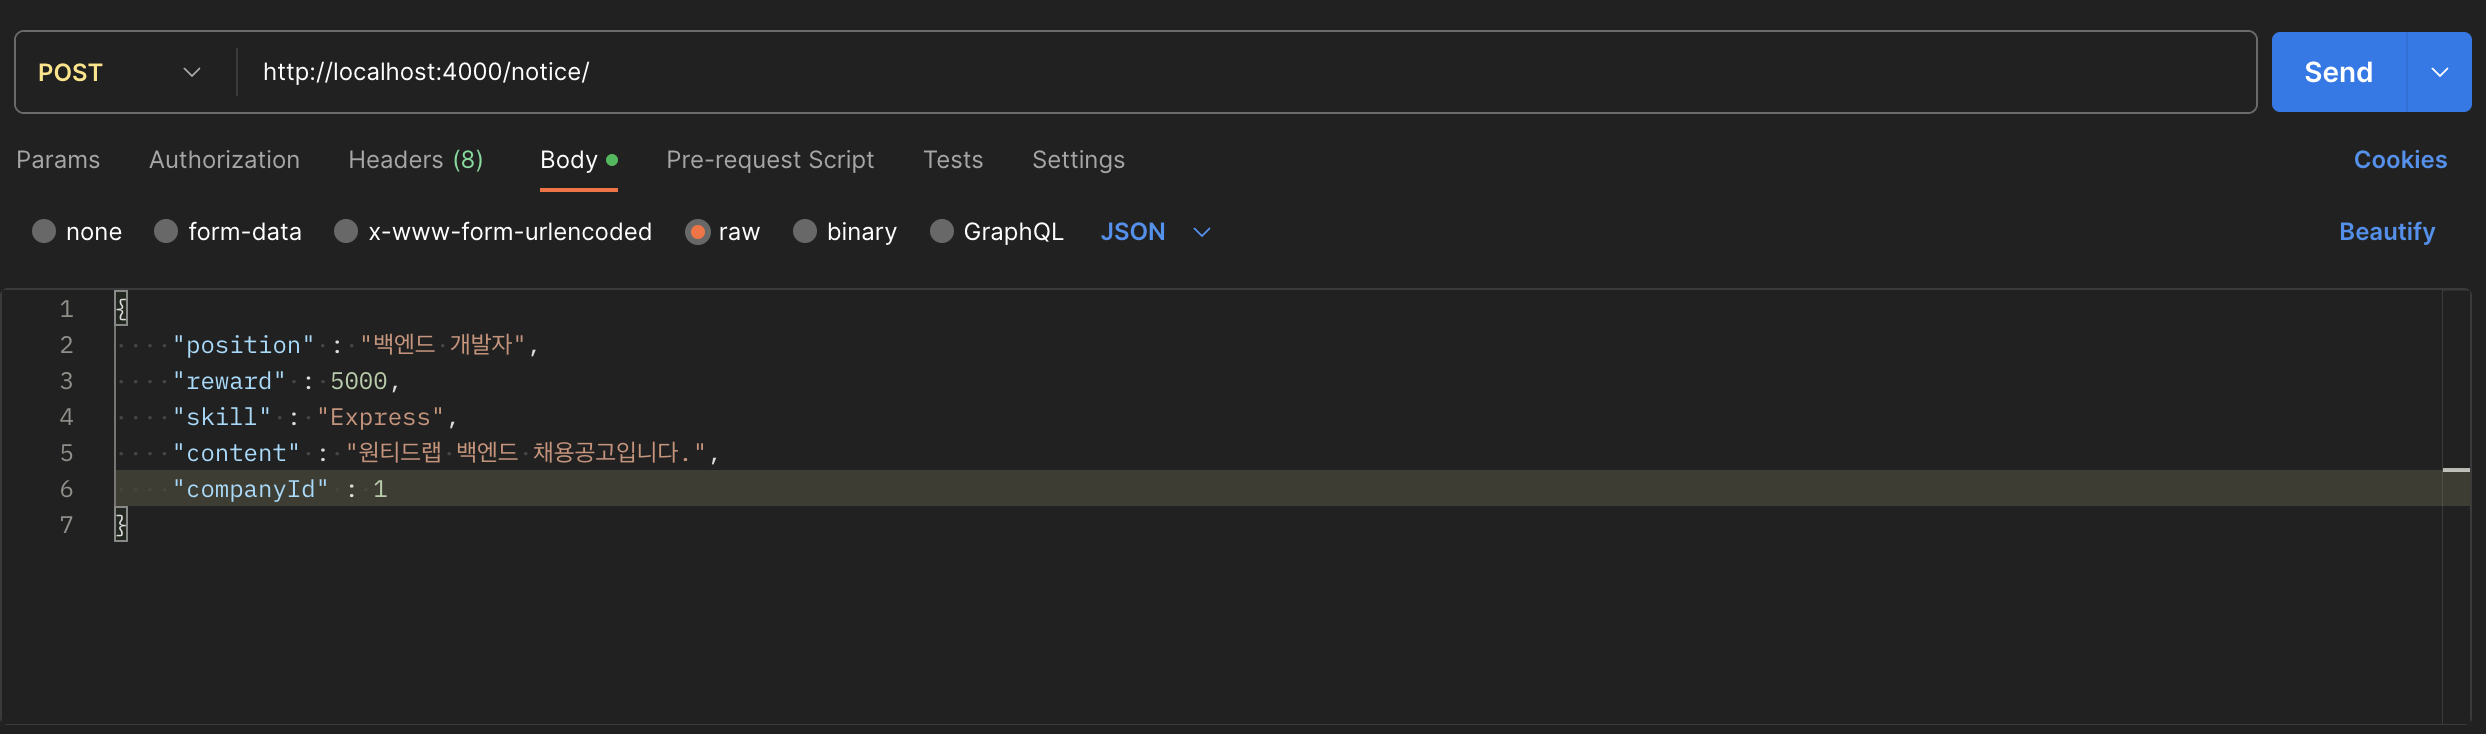 POST http://localhost:4000/notice/ Send
Params Authorization Headers (8) Body Pre-request Script Tests Settings Cookies
none form-data x-www-form-urlencoded raw binary GraphQL JSON Beautify
1 {
2 "position" : "백엔드 개발자",
3 "reward" : 5000,
4 "skill" : "Express",
5 "content" : "원티드랩 백엔드 채용공고입니다.",
6 "companyId" : 1
7 }